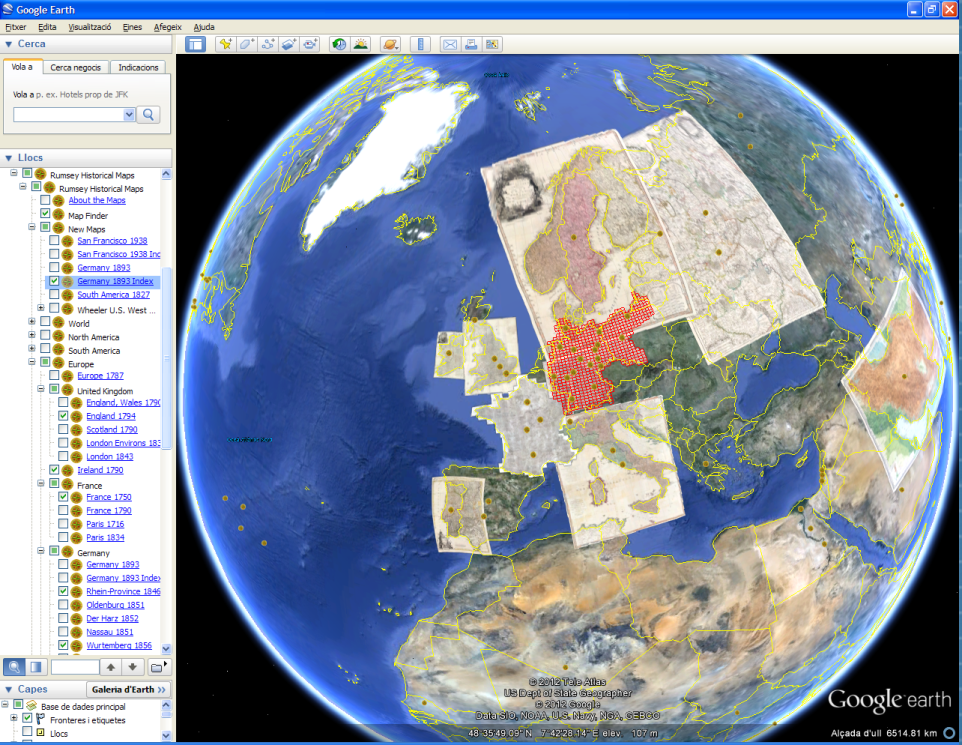 Google Earth
Fitxer Edita Visualització Eines Afegeix Ajuda
Cerca
Vola a Cerca negocis Indicacions
Vola a p. ex. Hotels prop de JFK
Llocs
Rumsey Historical Maps
Rumsey Historical Maps
About the Maps
Map Finder
New Maps
San Francisco 1938
San Francisco 1938 Ind
Germany 1893
Germany 1893 Index
South America 1827
Wheeler U.S. West ...
World
North America
South America
Europe
Europe 1787
United Kingdom
England, Wales 1790
England 1794
Scotland 1790
London Environs 183
London 1843
Ireland 1790
France
France 1750
France 1790
Paris 1716
Paris 1834
Germany
Germany 1893
Germany 1893 Index
Rhein-Province 1846
Oldenburg 1851
Der Harz 1852
Nassau 1851
Wurtemberg 1856
Capes
Galeria d'Earth »
Base de dades principal
Fronteres i etiquetes
Llocs
© 2012 Tele Atlas
US Dept of State Geographer
© 2012 Google
Data SIO, NOAA, U.S. Navy, NGA, GEBCO
48°35'49.09" N 7°42'28.14" E elev 107 m
Google earth
Alçada d'ull 6514.81 km